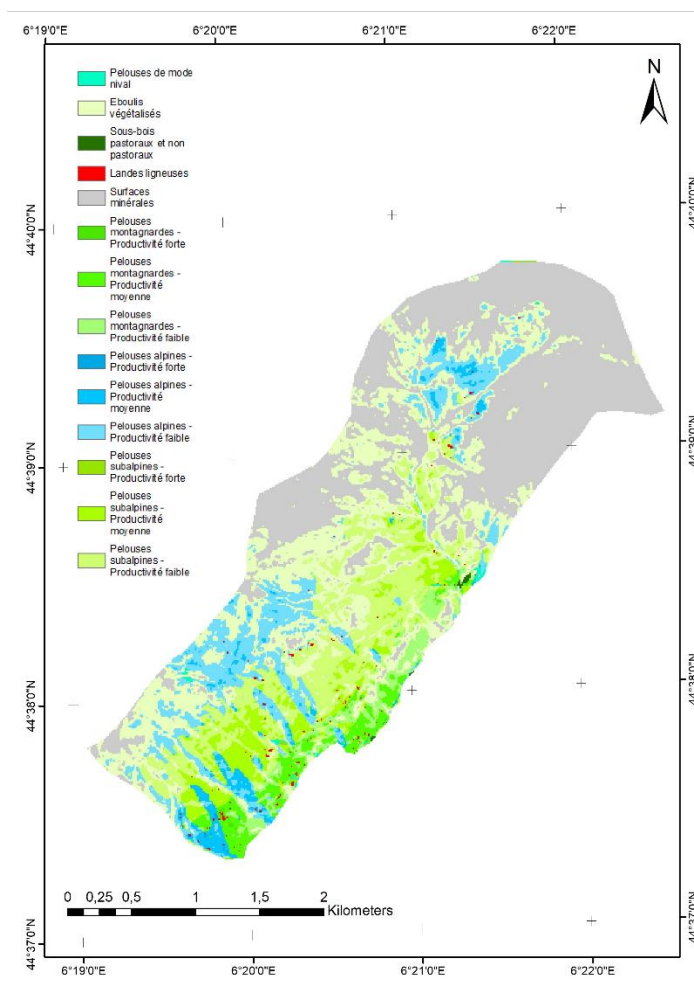 6°19'0"E 6°20'0"E 6°21'0"E 6°22'0"E
N
Pelouses de mode
nival
Eboulis
végétalisés
Sous-bois
pastoraux et non
pastoraux
Landes ligneuses
Surfaces
minérales
Pelouses
montagnardes -
Productivité forte
Pelouses
montagnardes -
Productivité
moyenne
Pelouses
montagnardes -
Productivité faible
Pelouses alpines -
Productivité forte
Pelouses alpines -
Productivité
moyenne
Pelouses alpines -
Productivité faible
Pelouses
subalpines -
Productivité forte
Pelouses
subalpines -
Productivité
moyenne
Pelouses
subalpines -
Productivité faible
44°40'0"N
44°39'0"N
44°38'0"N
44°37'0"N
44°40'0"N
44°39'0"N
44°38'0"N
44°37'0"N
0 0,25 0,5 1 1,5 2
Kilometers
6°19'0"E 6°20'0"E 6°21'0"E 6°22'0"E